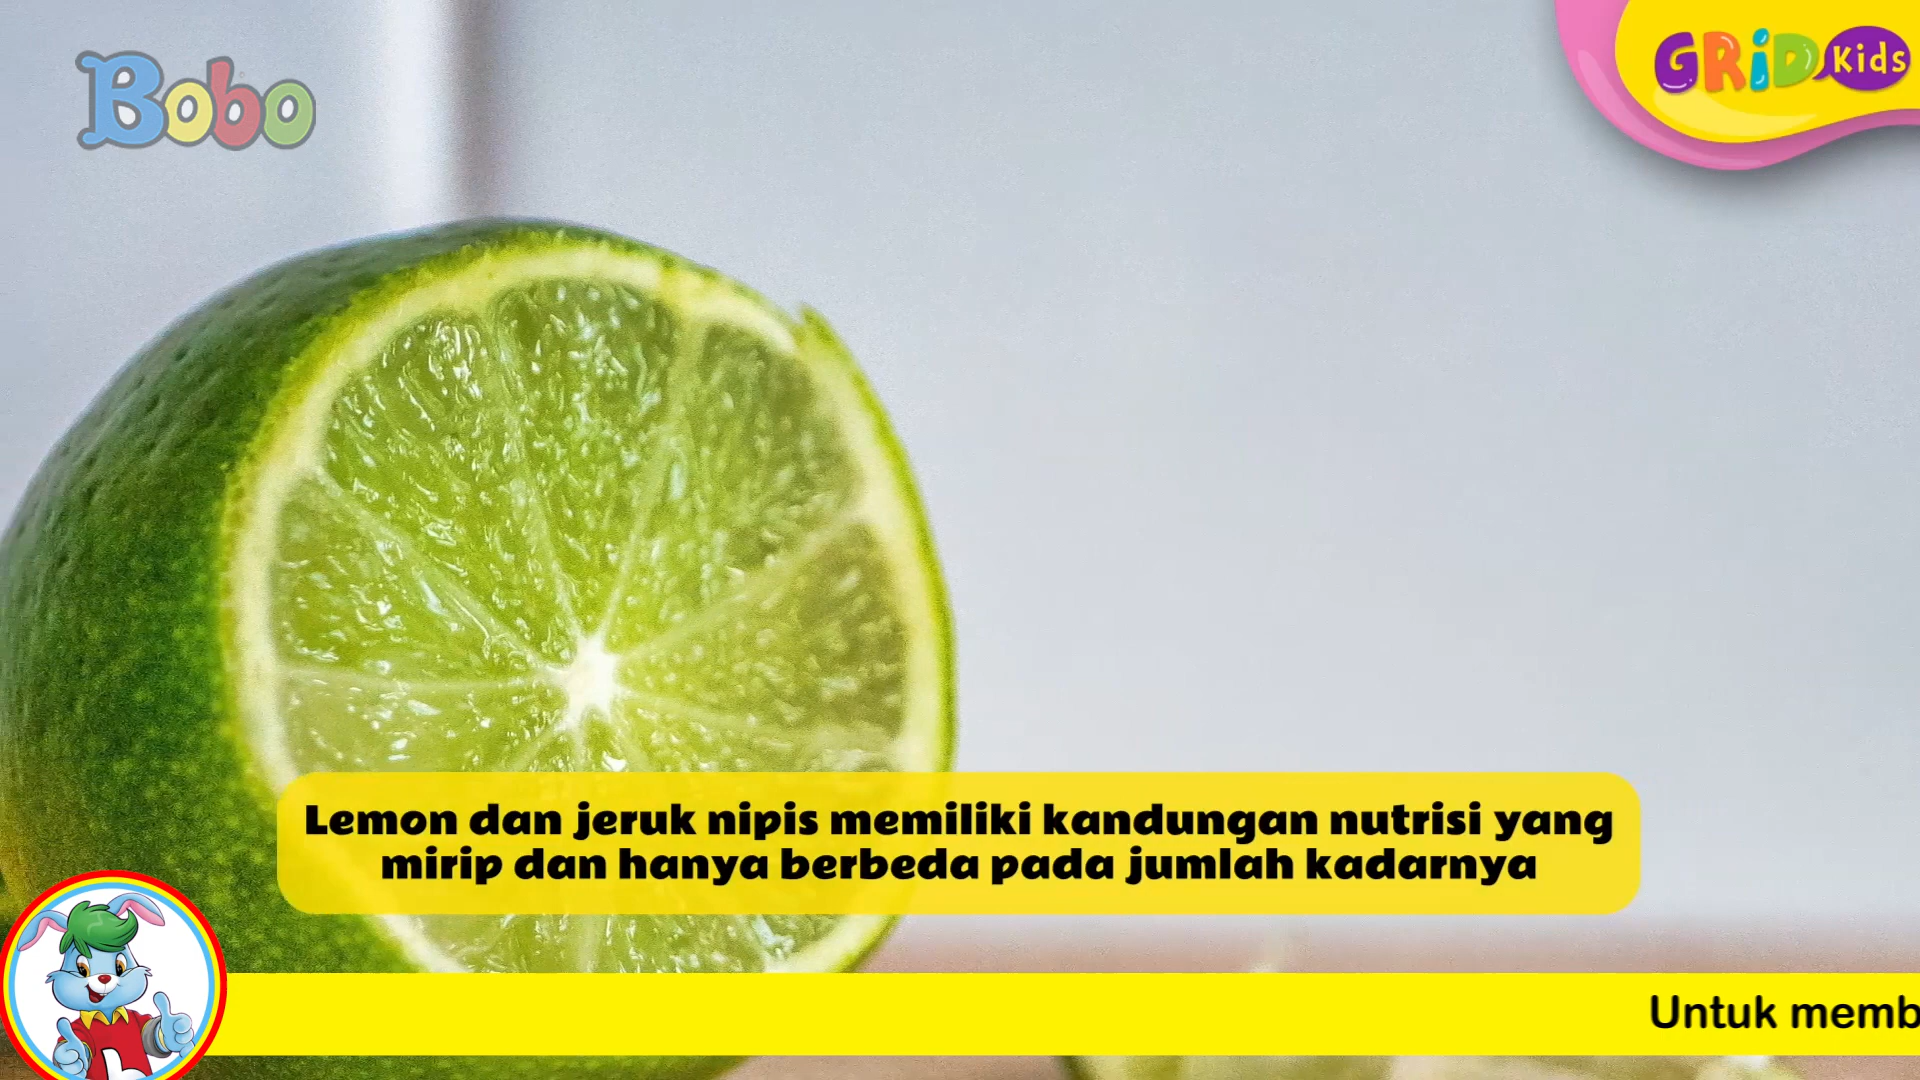 Bobo
GRiD Kids
Lemon dan jeruk nipis memiliki kandungan nutrisi yang
mirip dan hanya berbeda pada jumlah kadarnya
Untuk memb